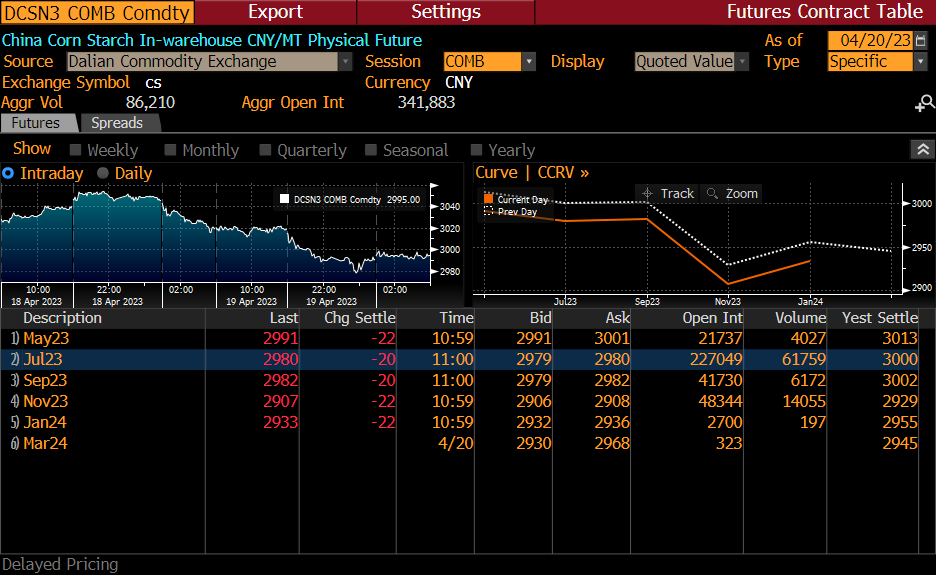 DCSN3 COMB Comdty Export Settings Futures Contract Table
China Corn Starch In-warehouse CNY/MT Physical Future As of 04/20/23
Source Dalian Commodity Exchange Session COMB Display Quoted Value Type Specific
Exchange Symbol cs Currency CNY
Aggr Vol 86,210 Aggr Open Int 341,883
Futures Spreads
Show Weekly Monthly Quarterly Seasonal Yearly
Intraday Daily Curve | CCRV »
Track Zoom
DCSN3 COMB Comdty 2995.00
Current Day
Prev Day
3040
3020
3000
2980
3000
2950
2900
10:00 22:00 02:00 10:00 22:00 02:00
18 Apr 2023 18 Apr 2023 19 Apr 2023 19 Apr 2023
Jul23 Sep23 Nov23 Jan24
Description Last Chg Settle Time Bid Ask Open Int Volume Yest Settle
1) May23 2991 -22 10:59 2991 3001 21737 4027 3013
2) Jul23 2980 -20 11:00 2979 2980 227049 61759 3000
3) Sep23 2982 -20 11:00 2979 2982 41730 6172 3002
4) Nov23 2907 -22 10:59 2906 2908 48344 14055 2929
5) Jan24 2933 -22 10:59 2932 2936 2700 197 2955
6) Mar24 4/20 2930 2968 323 2945
Delayed Pricing